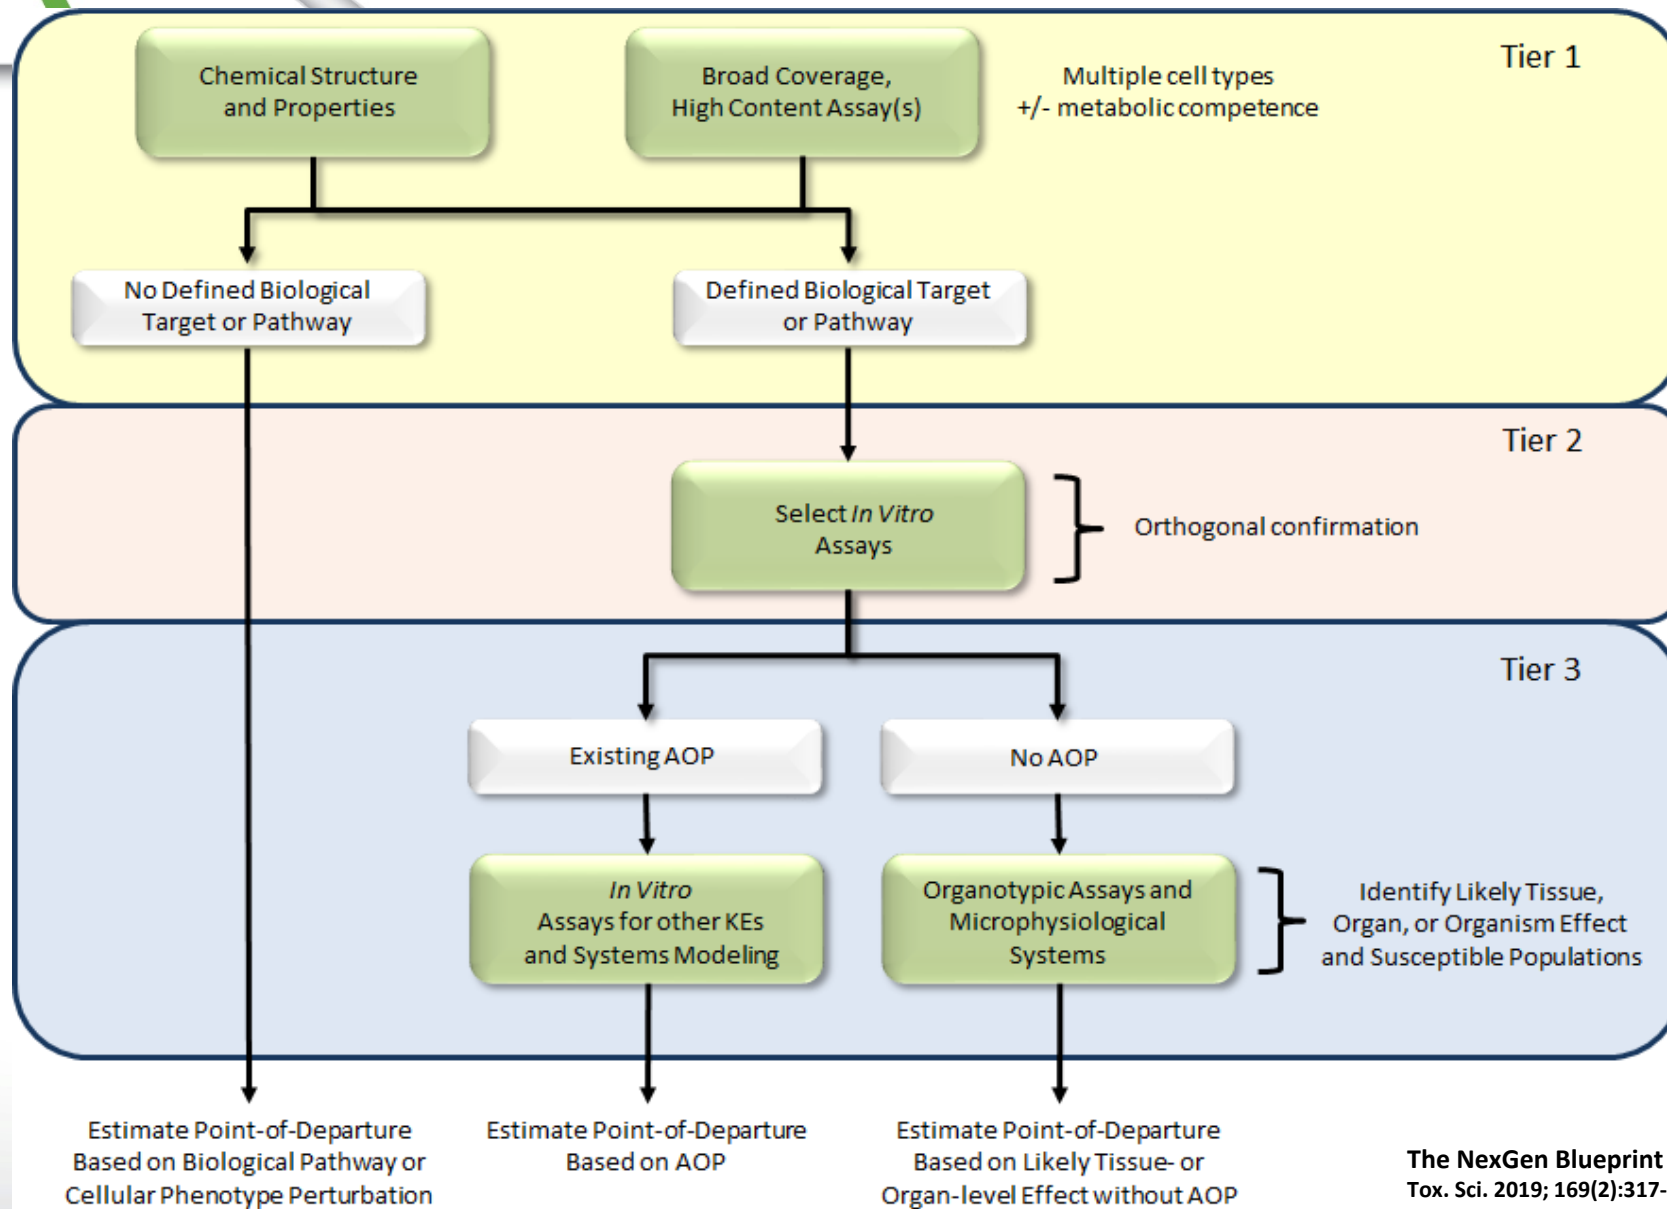 Tier 1
Chemical Structure
and Properties
Broad Coverage,
High Content Assay(s)
Multiple cell types
+/- metabolic competence
No Defined Biological
Target or Pathway
Defined Biological Target
or Pathway
Tier 2
Select In Vitro
Assays
Orthogonal confirmation
Tier 3
Existing AOP
No AOP
In Vitro
Assays for other KEs
and Systems Modeling
Organotypic Assays and
Microphysiological
Systems
Identify Likely Tissue,
Organ, or Organism Effect
and Susceptible Populations
Estimate Point-of-Departure
Based on Biological Pathway or
Cellular Phenotype Perturbation
Estimate Point-of-Departure
Based on AOP
Estimate Point-of-Departure
Based on Likely Tissue- or
Organ-level Effect without AOP
The NexGen Blueprint
Tox. Sci. 2019; 169(2):317-